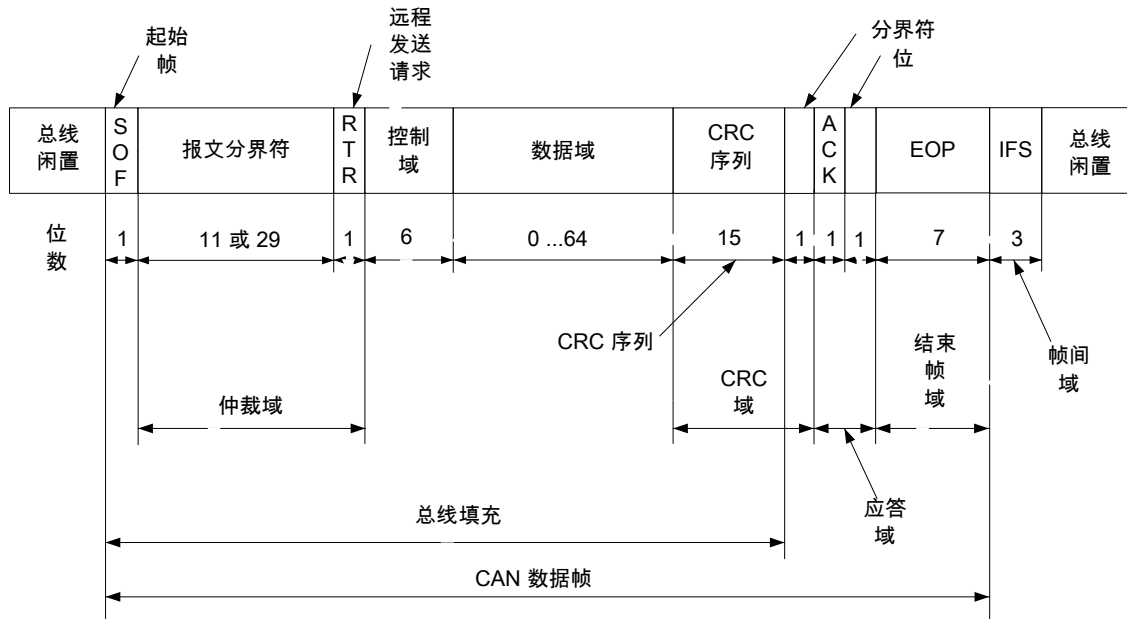 起始
帧
远程
发送
请求
分界符
位
总线
闲置
S
O
F
报文分界符
R
T
R
控制
域
数据域
CRC
序列
A
C
K
EOP
IFS
总线
闲置
位
数
1
11 或 29
1
6
0 ...64
15
1
1
1
7
3
CRC 序列
仲裁域
CRC
域
结束
帧
域
帧间
域
应答
域
总线填充
CAN 数据帧